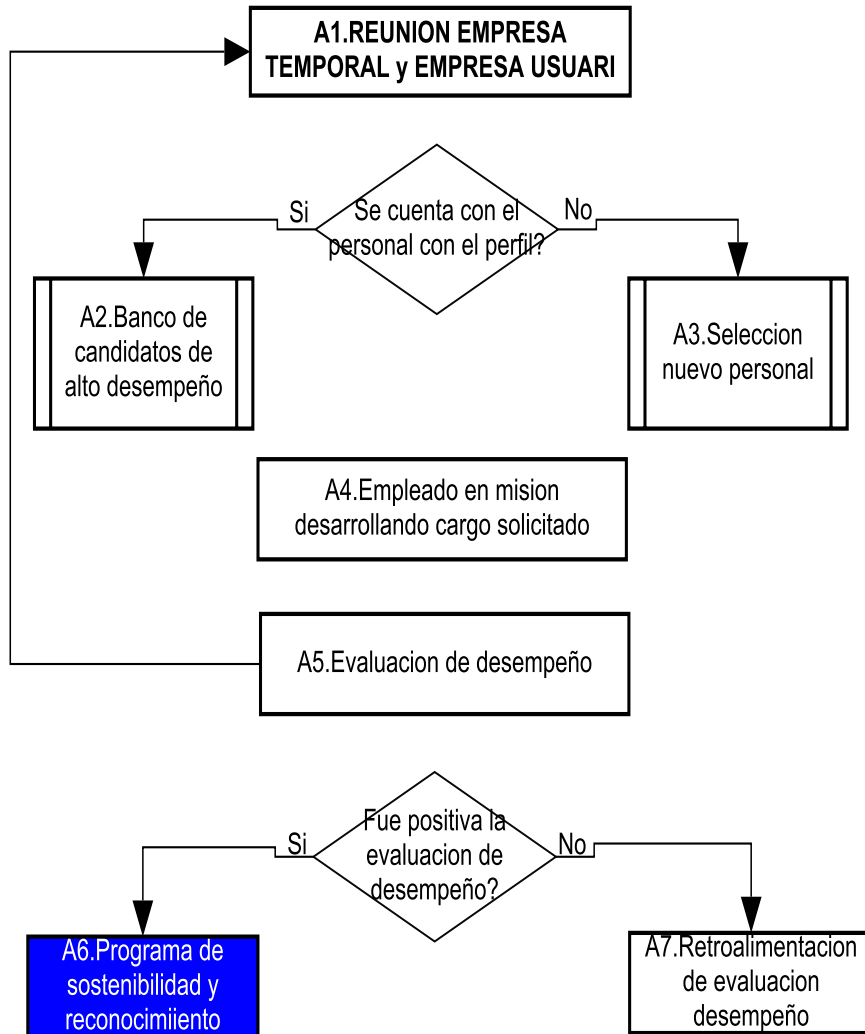 A1.REUNION EMPRESA
TEMPORAL y EMPRESA USUARI
Se cuenta con el
personal con el perfil?
Si
No
A2.Banco de
candidatos de
alto desempeño
A3.Seleccion
nuevo personal
A4.Empleado en mision
desarrollando cargo solicitado
A5.Evaluacion de desempeño
Fue positiva la
evaluacion de
desempeño?
Si
No
A6.Programa de
sostenibilidad y
reconocimiiento
A7.Retroalimentacion
de evaluacion
desempeño